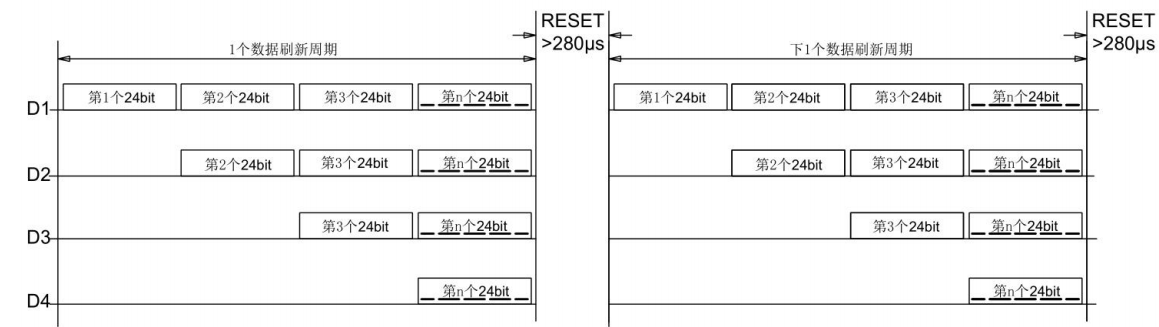 RESET
>280μs
RESET
>280μs
1个数据刷新周期
下1个数据刷新周期
D1
第1个24bit
第2个24bit
第3个24bit
第n个24bit
第1个24bit
第2个24bit
第3个24bit
第n个24bit
D2
第2个24bit
第3个24bit
第n个24bit
第2个24bit
第3个24bit
第n个24bit
D3
第3个24bit
第n个24bit
第3个24bit
第n个24bit
D4
第n个24bit
第n个24bit